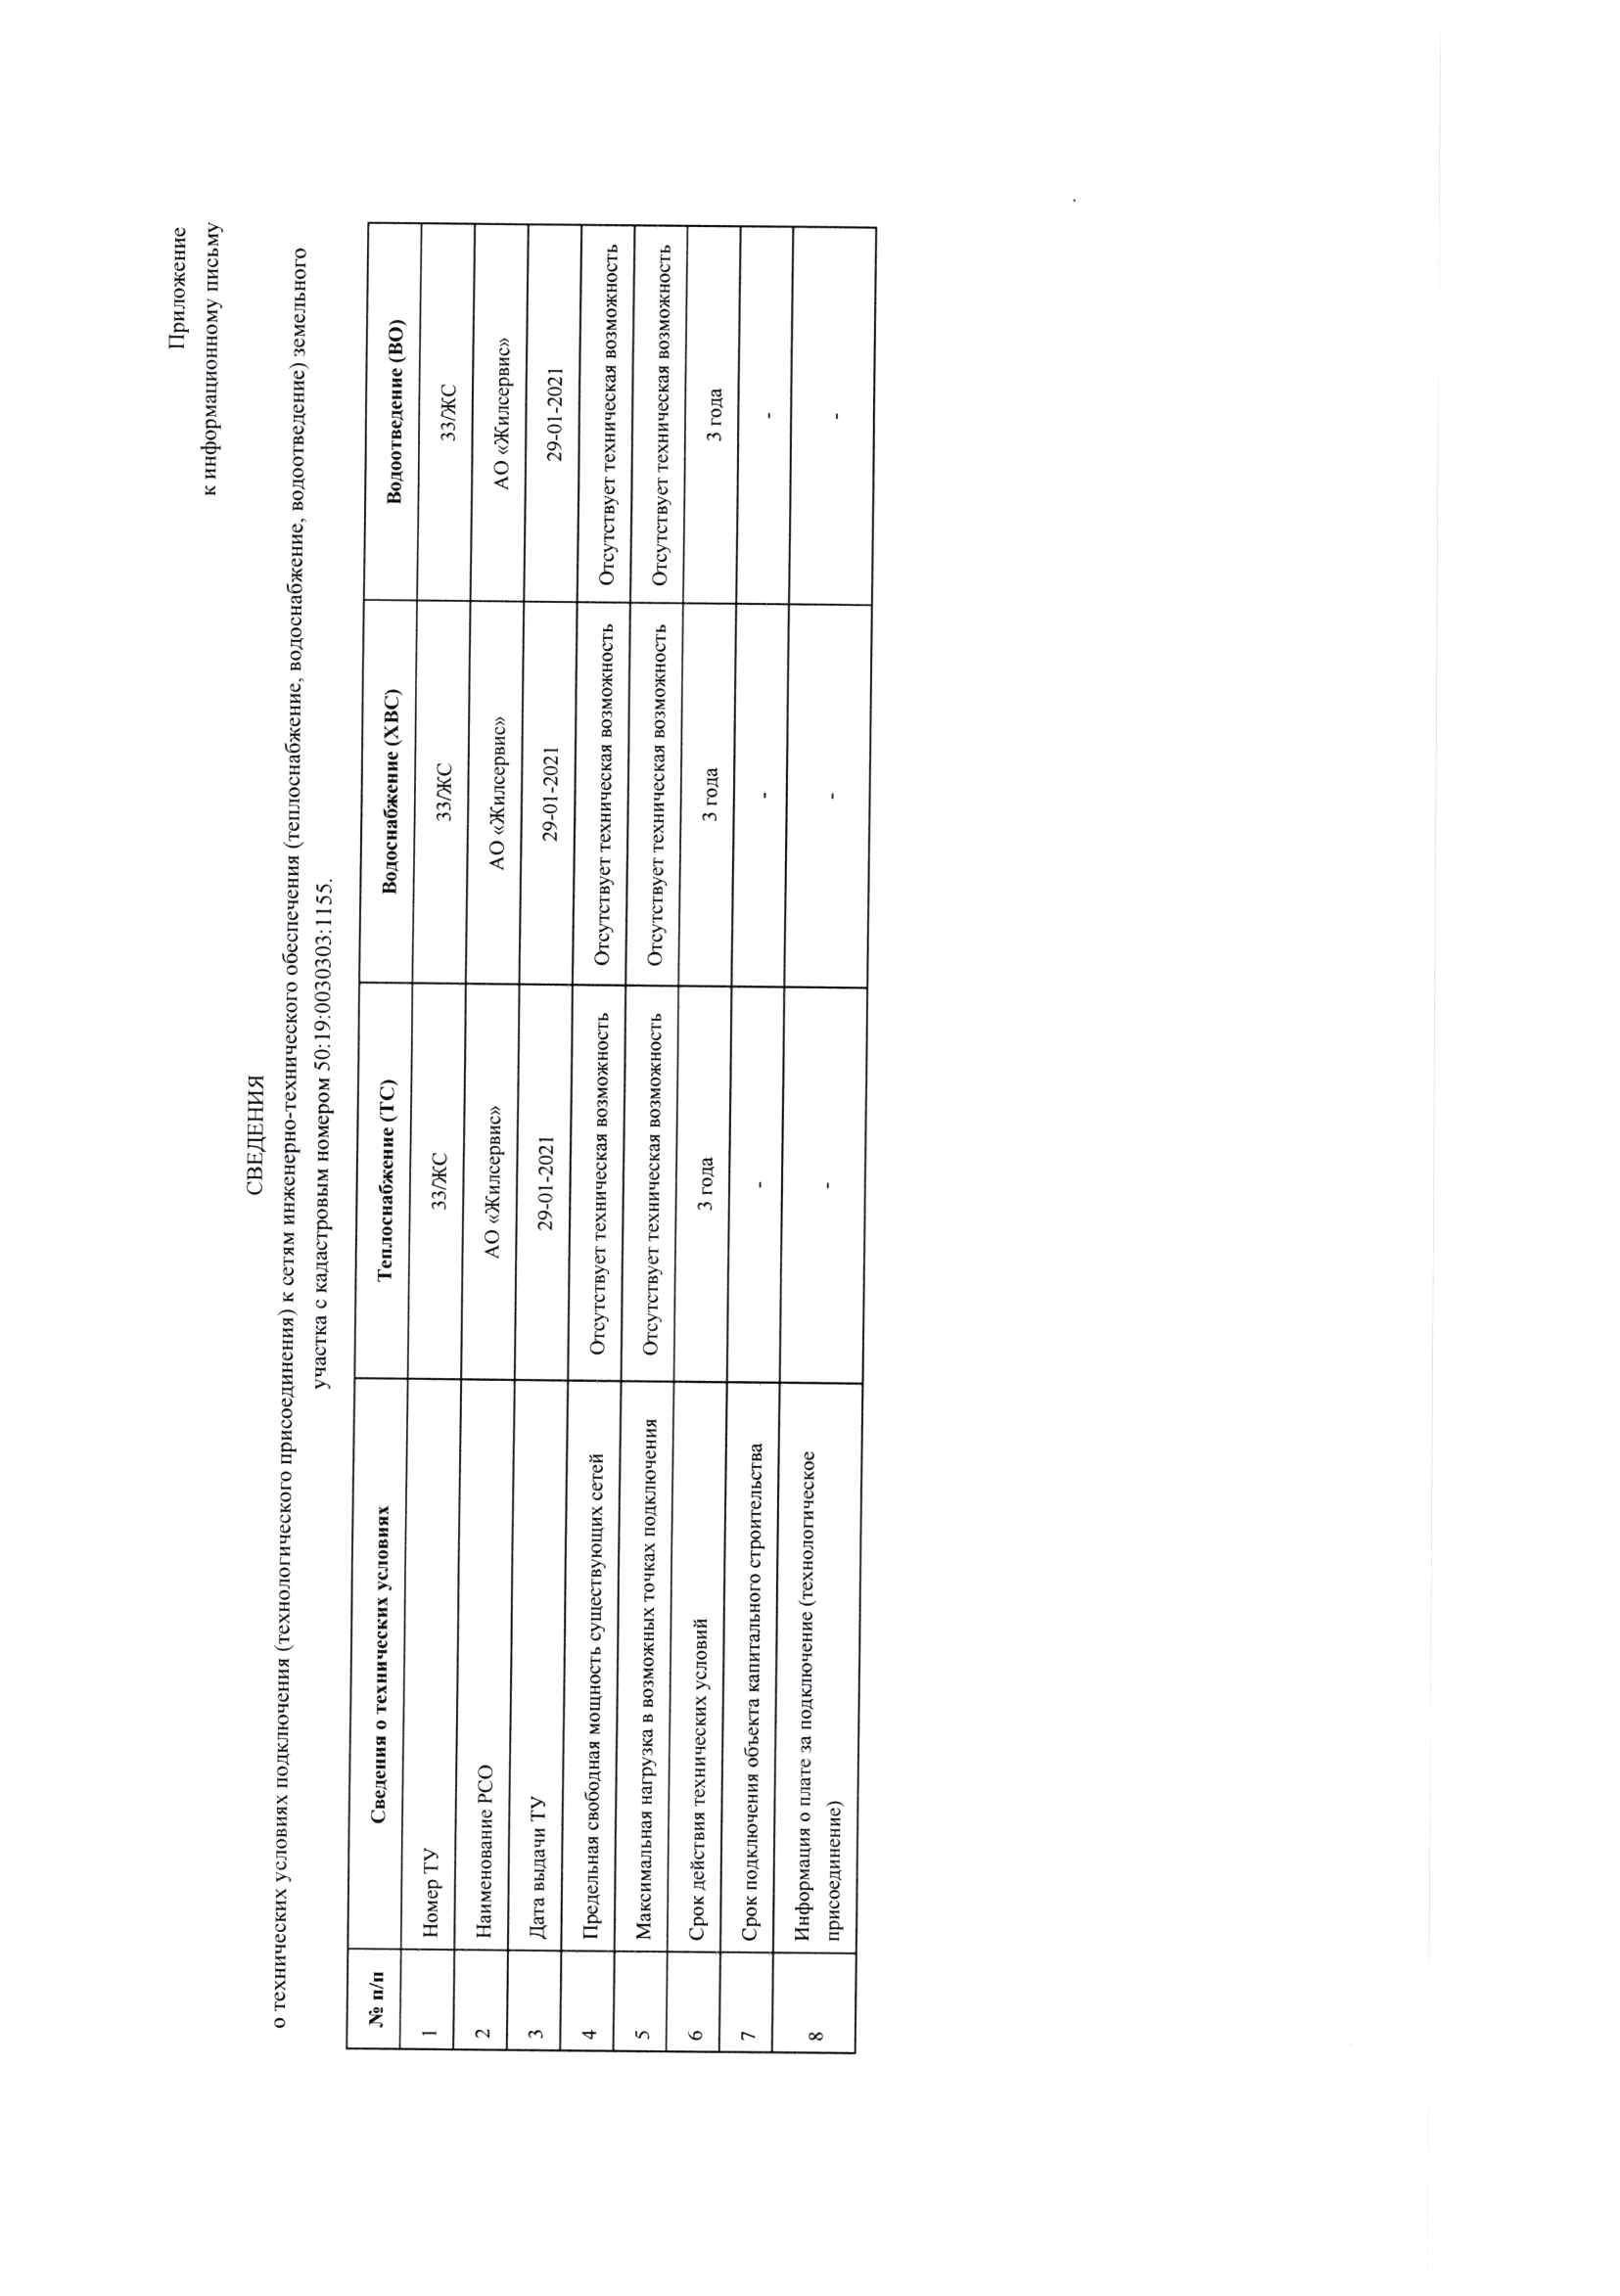 Приложение
к информационному письму
СВЕДЕНИЯ
о технических условиях подключения (технологического присоединения) к сетям инженерно-технического обеспечения (теплоснабжение, водоснабжение, водоотведение) земельного
участка с кадастровым номером 50:19:0030303:1155.
№ п/п Сведения о технических условиях Теплоснабжение (ТС) Водоснабжение (ХВС) Водоотведение (ВО)
1 Номер ТУ 33/ЖС 33/ЖС 33/ЖС
2 Наименование РСО АО «Жилсервис» АО «Жилсервис» АО «Жилсервис»
3 Дата выдачи ТУ 29-01-2021 29-01-2021 29-01-2021
4 Предельная свободная мощность существующих сетей Отсутствует техническая возможность Отсутствует техническая возможность Отсутствует техническая возможность
5 Максимальная нагрузка в возможных точках подключения Отсутствует техническая возможность Отсутствует техническая возможность Отсутствует техническая возможность
6 Срок действия технических условий 3 года 3 года 3 года
7 Срок подключения объекта капитального строительства - - -
8 Информация о плате за подключение (технологическое
присоединение) - - -